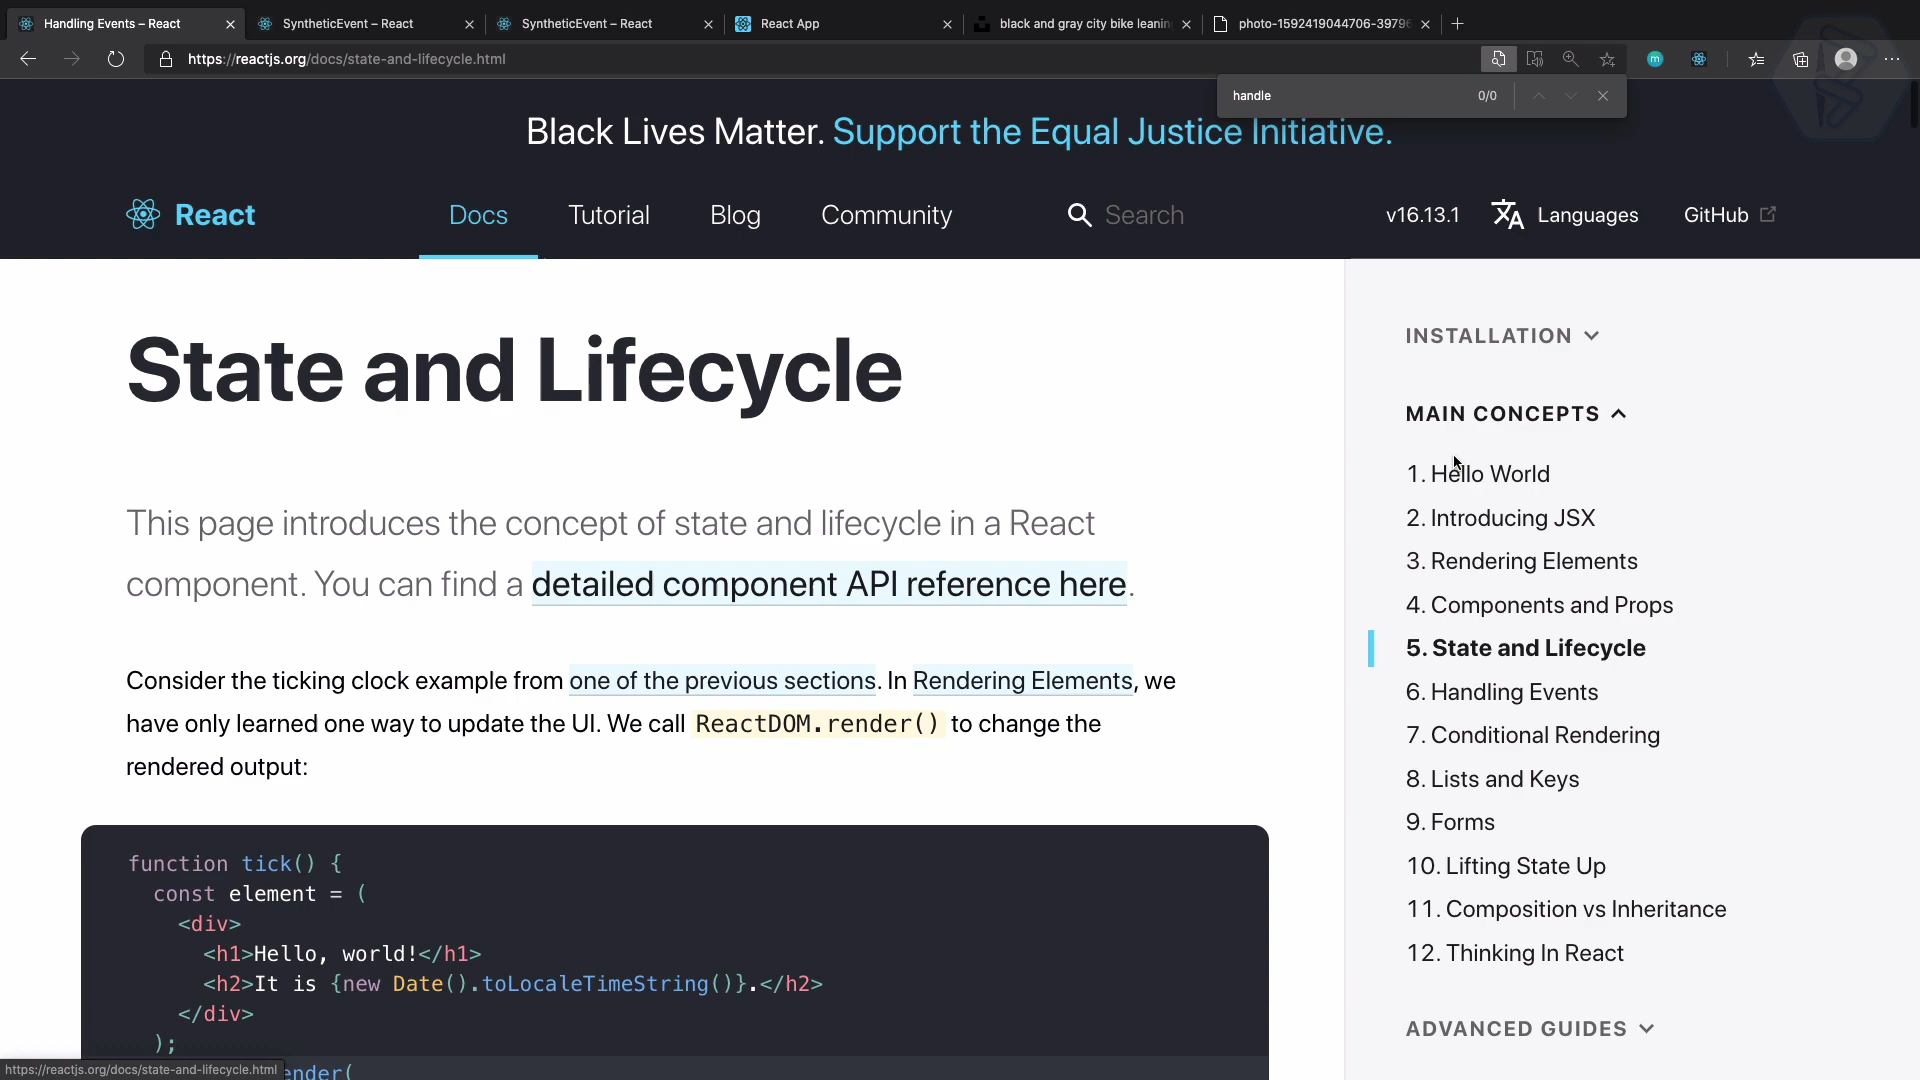 Handling Events – React
SyntheticEvent – React
SyntheticEvent – React
React App
black and gray city bike leanin
photo-1592419044706-3979
https://reactjs.org/docs/state-and-lifecycle.html
m
handle
0/0
Black Lives Matter. Support the Equal Justice Initiative.
React
Docs
Tutorial
Blog
Community
Search
v16.13.1
Languages
GitHub
State and Lifecycle
This page introduces the concept of state and lifecycle in a React
component. You can find a detailed component API reference here.
Consider the ticking clock example from one of the previous sections. In Rendering Elements, we
have only learned one way to update the UI. We call ReactDOM.render() to change the
rendered output:
function tick() {
const element = (
<div>
<h1>Hello, world!</h1>
<h2>It is {new Date().toLocaleTimeString()}.</h2>
</div>
);
ender(
INSTALLATION
MAIN CONCEPTS
1. Hello World
2. Introducing JSX
3. Rendering Elements
4. Components and Props
5. State and Lifecycle
6. Handling Events
7. Conditional Rendering
8. Lists and Keys
9. Forms
10. Lifting State Up
11. Composition vs Inheritance
12. Thinking In React
ADVANCED GUIDES
https://reactjs.org/docs/state-and-lifecycle.html